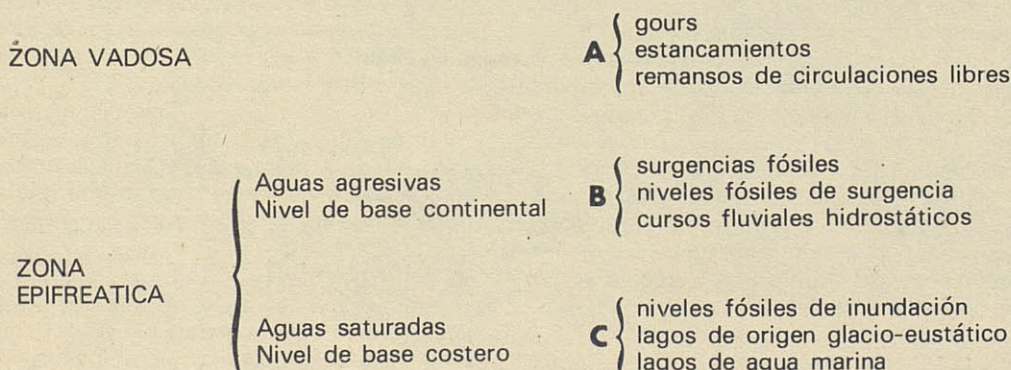 ZONA VADOSA
A
gours
estancamientos
remansos de circulaciones libres
ZONA
EPIFREATICA
Aguas agresivas
Nivel de base continental
B
surgencias fósiles
niveles fósiles de surgencia
cursos fluviales hidrostáticos
Aguas saturadas
Nivel de base costero
C
niveles fósiles de inundación
lagos de origen glacio-eustático
lagos de agua marina